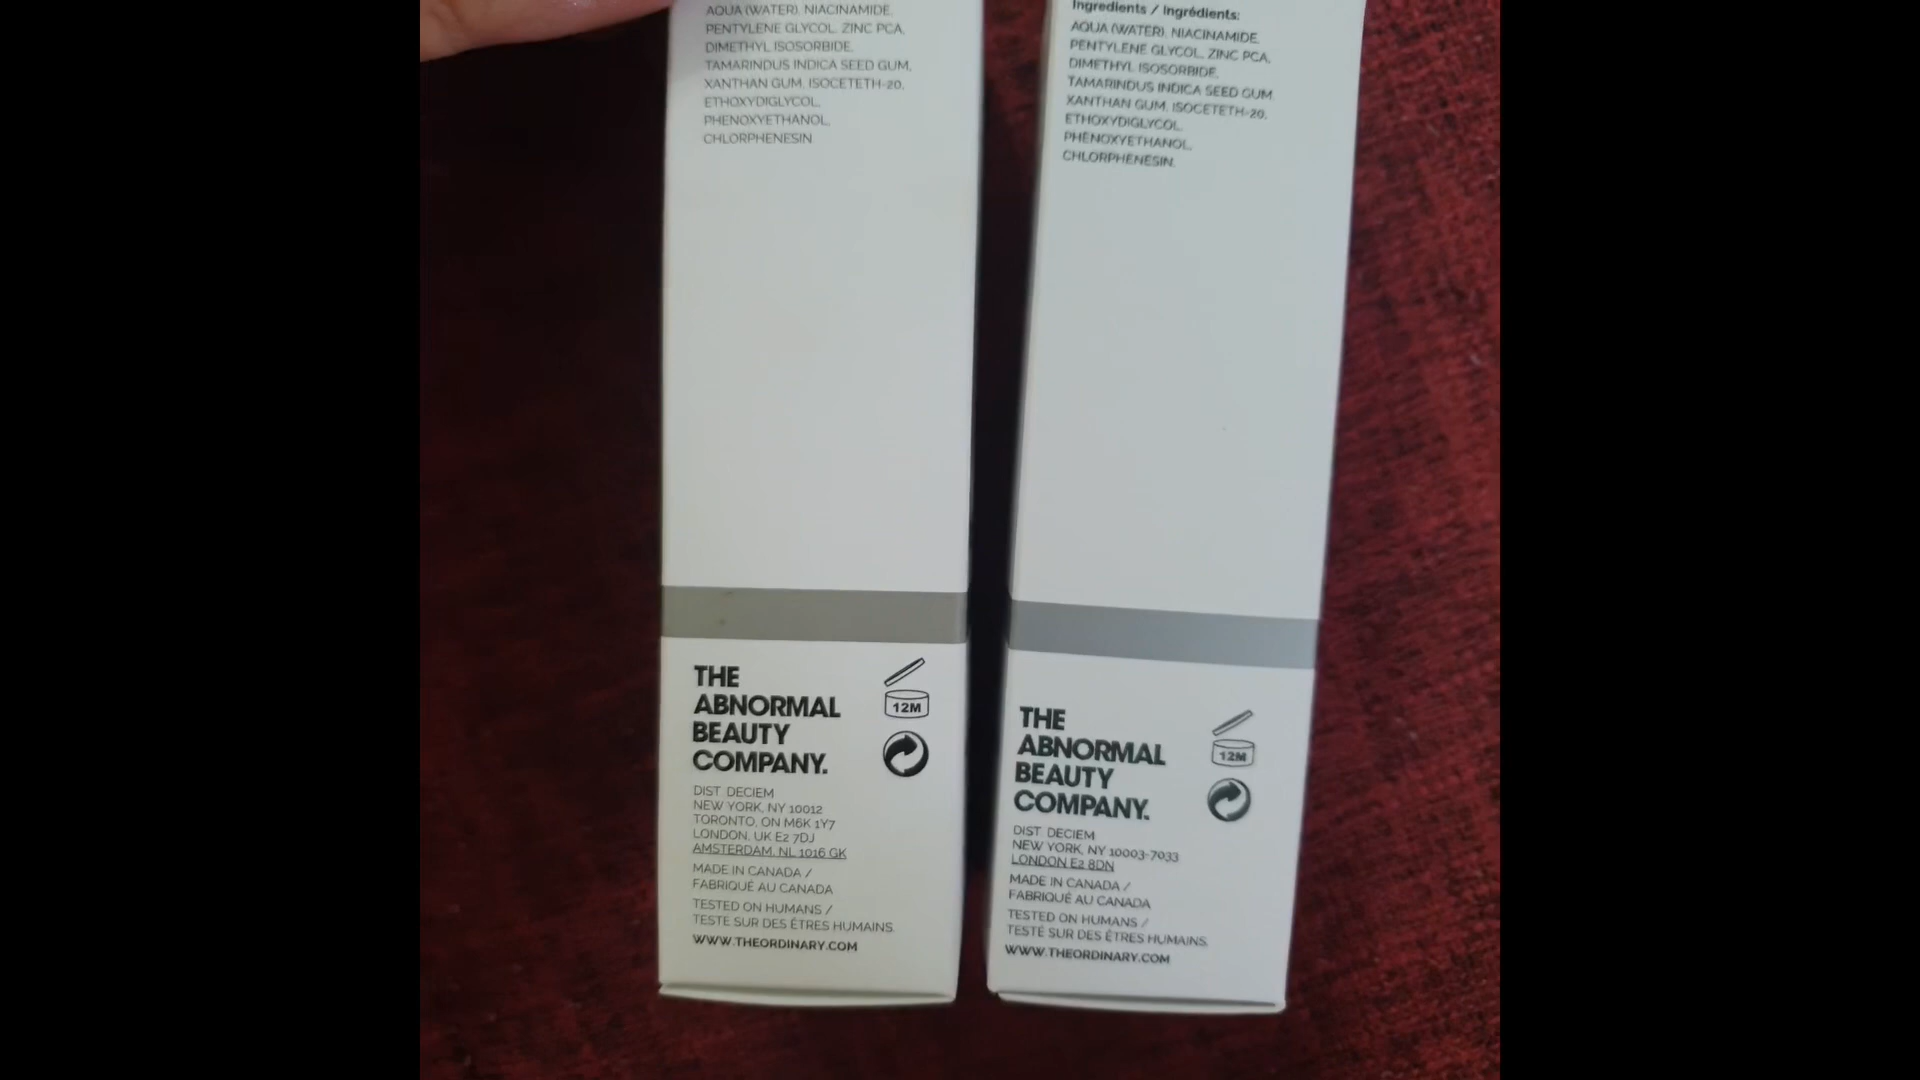 AQUA (WATER), NIACINAMIDE,
PENTYLENE GLYCOL, ZINC PCA,
DIMETHYL ISOSORBIDE,
TAMARINDUS INDICA SEED GUM,
XANTHAN GUM, ISOCETETH-20,
ETHOXYDIGLYCOL,
PHENOXYETHANOL,
CHLORPHENESIN
THE
ABNORMAL
BEAUTY
COMPANY.
12M
DIST. DECIEM
NEW YORK, NY 10012
TORONTO, ON M6K 1Y7
LONDON, UK E2 7DJ
AMSTERDAM, NL 1016 GK
MADE IN CANADA /
FABRIQUÉ AU CANADA
TESTED ON HUMANS /
TESTÉ SUR DES ÊTRES HUMAINS.
WWW.THEORDINARY.COM
Ingredients / Ingrédients:
AQUA (WATER), NIACINAMIDE,
PENTYLENE GLYCOL, ZINC PCA,
DIMETHYL ISOSORBIDE,
TAMARINDUS INDICA SEED GUM,
XANTHAN GUM, ISOCETETH-20,
ETHOXYDIGLYCOL,
PHENOXYETHANOL,
CHLORPHENESIN.
THE
ABNORMAL
BEAUTY
COMPANY.
12M
DIST. DECIEM
NEW YORK, NY 10003-7033
LONDON E2 8DN
MADE IN CANADA /
FABRIQUÉ AU CANADA
TESTED ON HUMANS /
TESTÉ SUR DES ÊTRES HUMAINS.
WWW.THEORDINARY.COM